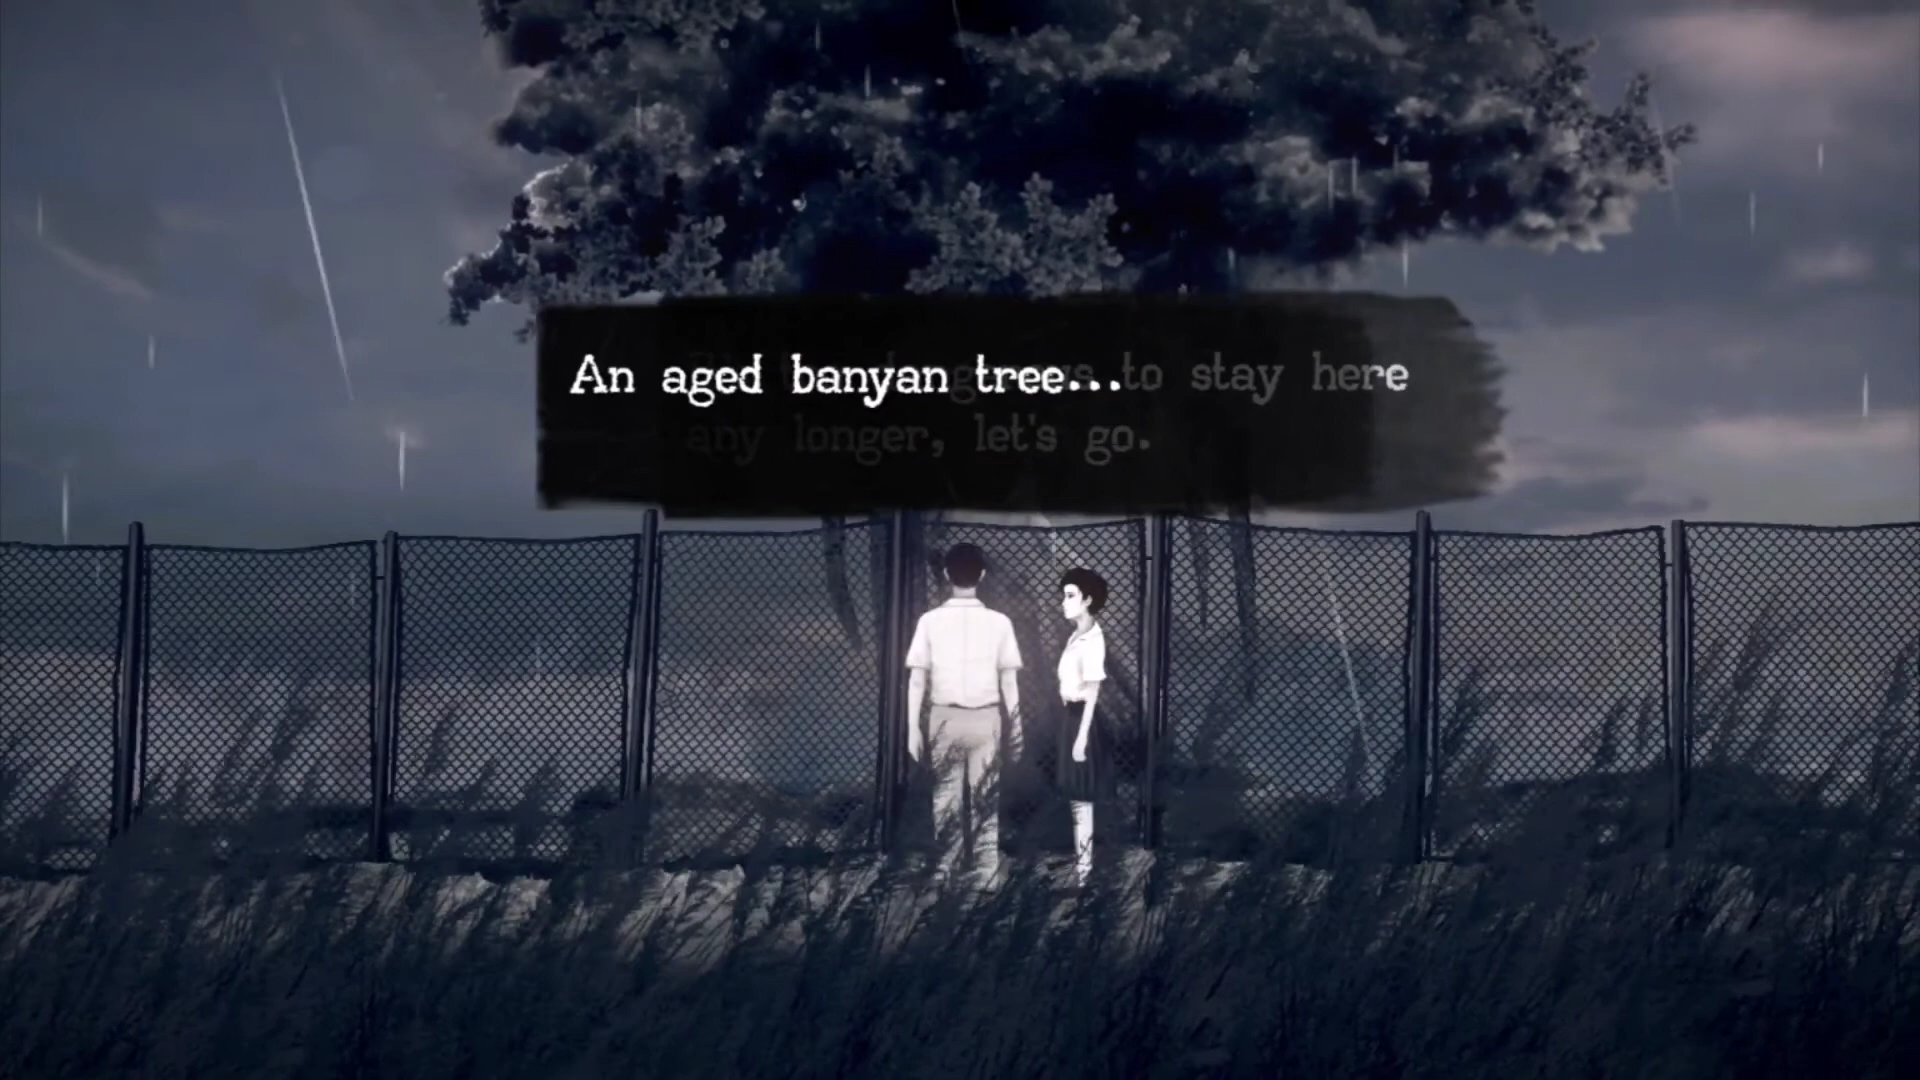 An aged banyan tree... to stay here
any longer, let's go.